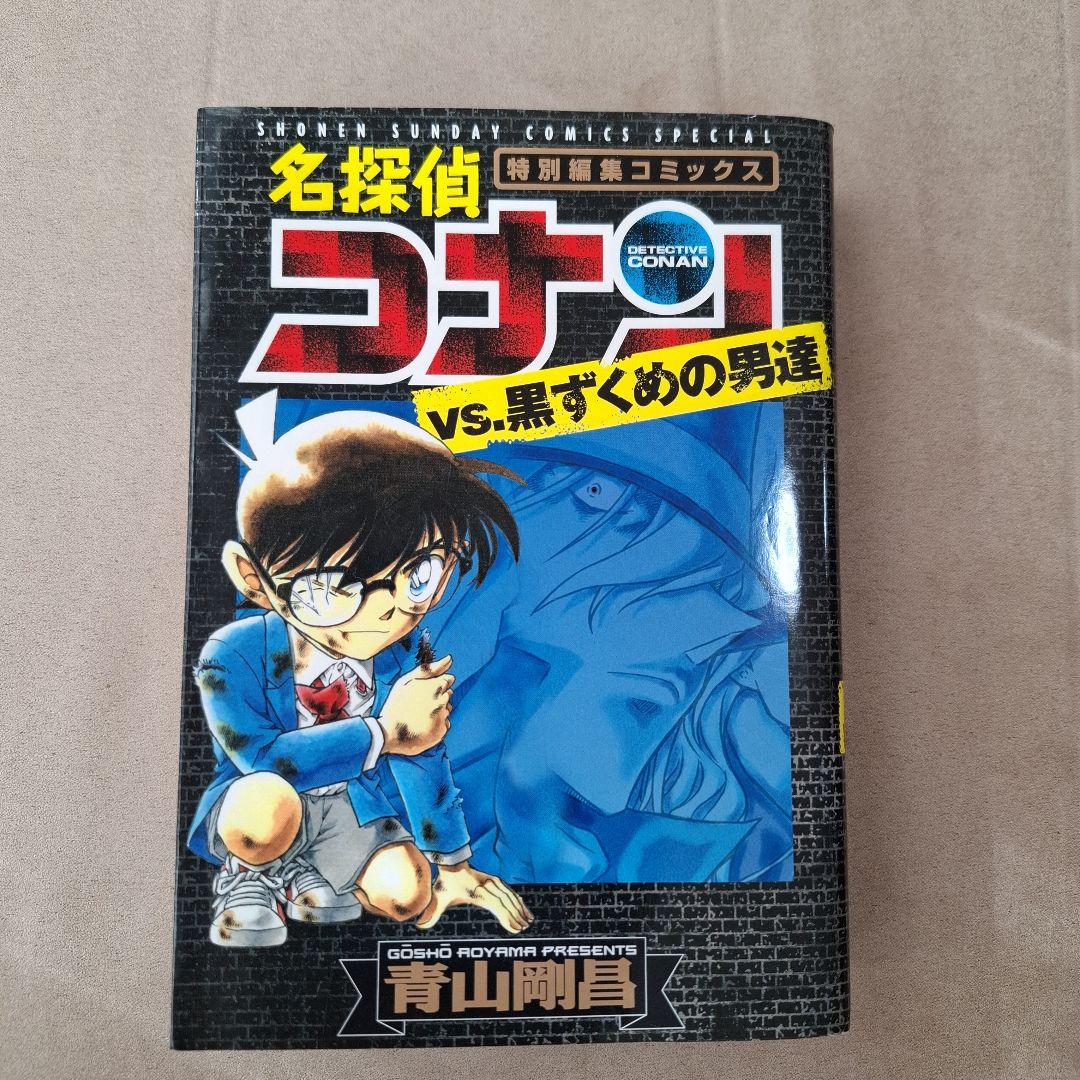 SHONEN SUNDAY COMICS SPECIAL
名探偵
特別編集コミックス
コナン
DETECTIVE
CONAN
vs.黒ずくめの男達
GŌSHŌ AOYAMA PRESENTS
青山剛昌